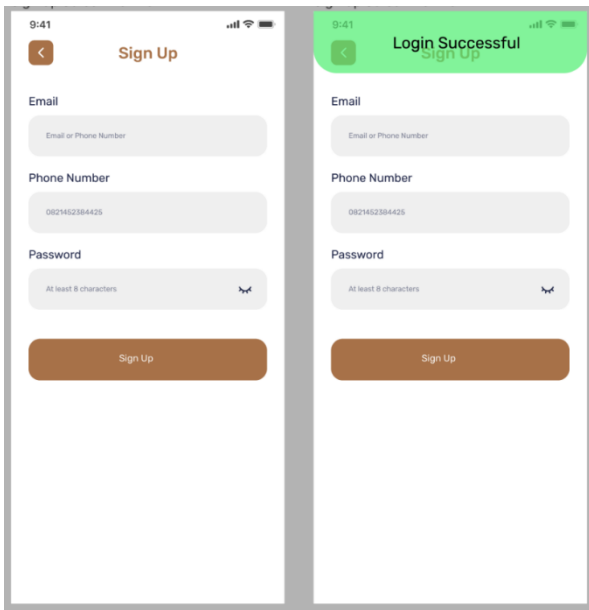 9:41
Sign Up
Email
Email or Phone Number
Phone Number
0821452384425
Password
At least 8 characters
Sign Up
9:41
Login Successful
Sign Up
Email
Email or Phone Number
Phone Number
0821452384425
Password
At least 8 characters
Sign Up